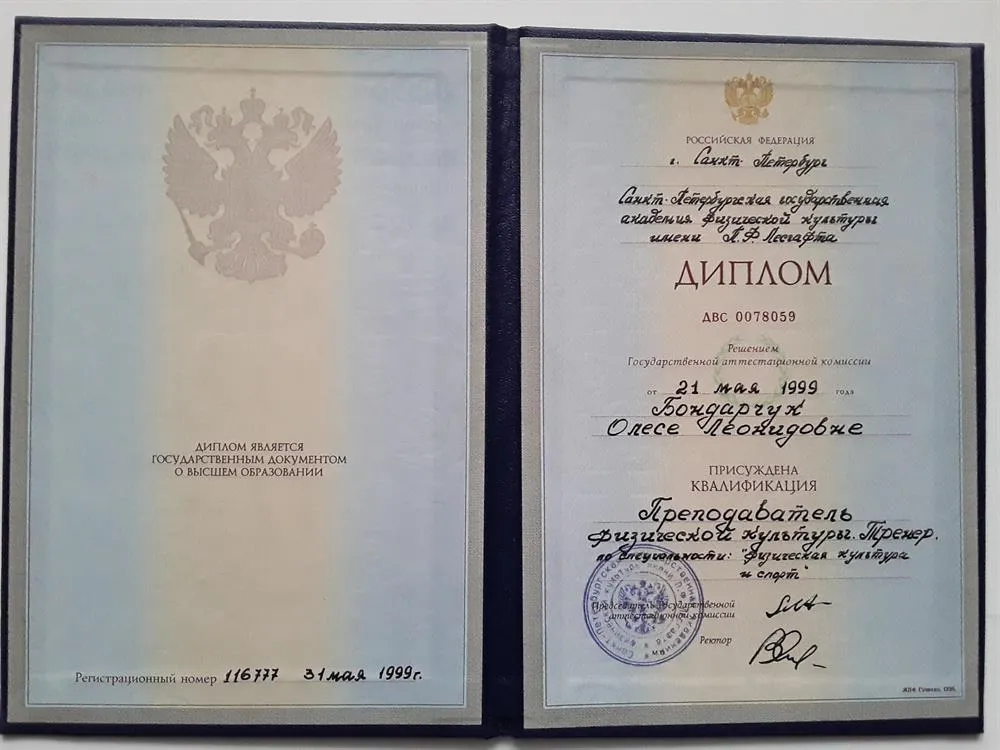 ДИПЛОМ ЯВЛЯЕТСЯ
ГОСУДАРСТВЕННЫМ ДОКУМЕНТОМ
О ВЫСШЕМ ОБРАЗОВАНИИ
Регистрационный номер 116777 31 мая 1999г.
РОССИЙСКАЯ ФЕДЕРАЦИЯ
г. Санкт-Петербург
Санкт-Петербургская государственная
академия физической культуры
имени П.Ф. Лесгафта
ДИПЛОМ
ДВС 0078059
Решением
Государственной аттестационной комиссии
от 21 мая 1999 года
Бондарчук
Олесе Леонидовне
ПРИСУЖДЕНА
КВАЛИФИКАЦИЯ
Преподаватель
физической культуры. Тренер.
по специальности: "физическая культура
и спорт"
Председатель Государственной
аттестационной комиссии
Ректор